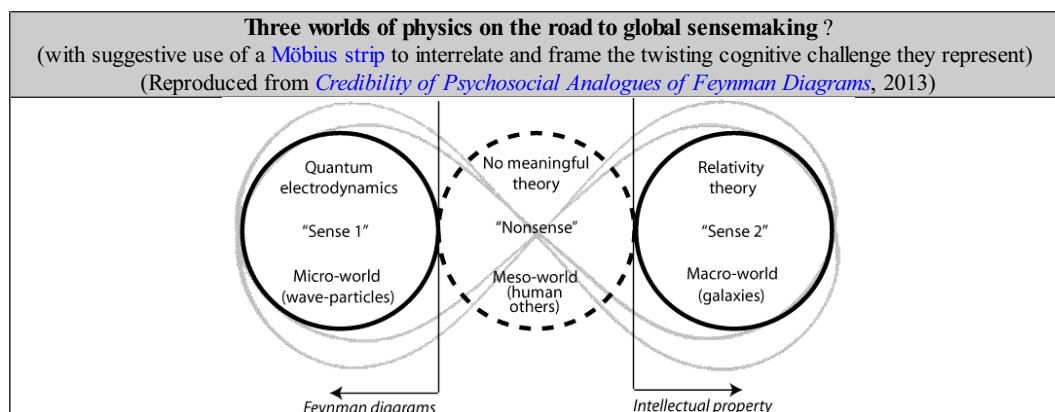 Three worlds of physics on the road to global sensemaking ?
(with suggestive use of a Möbius strip to interrelate and frame the twisting cognitive challenge they represent)
(Reproduced from Credibility of Psychosocial Analogues of Feynman Diagrams, 2013)
Quantum
electrodynamics
"Sense 1"
Micro-world
(wave-particles)
No meaningful
theory
"Nonsense"
Meso-world
(human
others)
Relativity
theory
"Sense 2"
Macro-world
(galaxies)
Feynman diagrams
Intellectual property